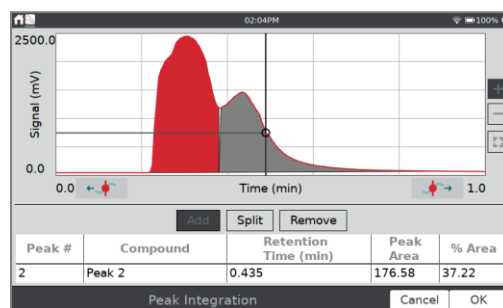 02:04PM 100%
2500.0
Signal (mV)
0.0
0.0 Time (min) 1.0
Add Split Remove
Peak # Compound Retention Time (min) Peak Area % Area
2 Peak 2 0.435 176.58 37.22
Peak Integration Cancel OK